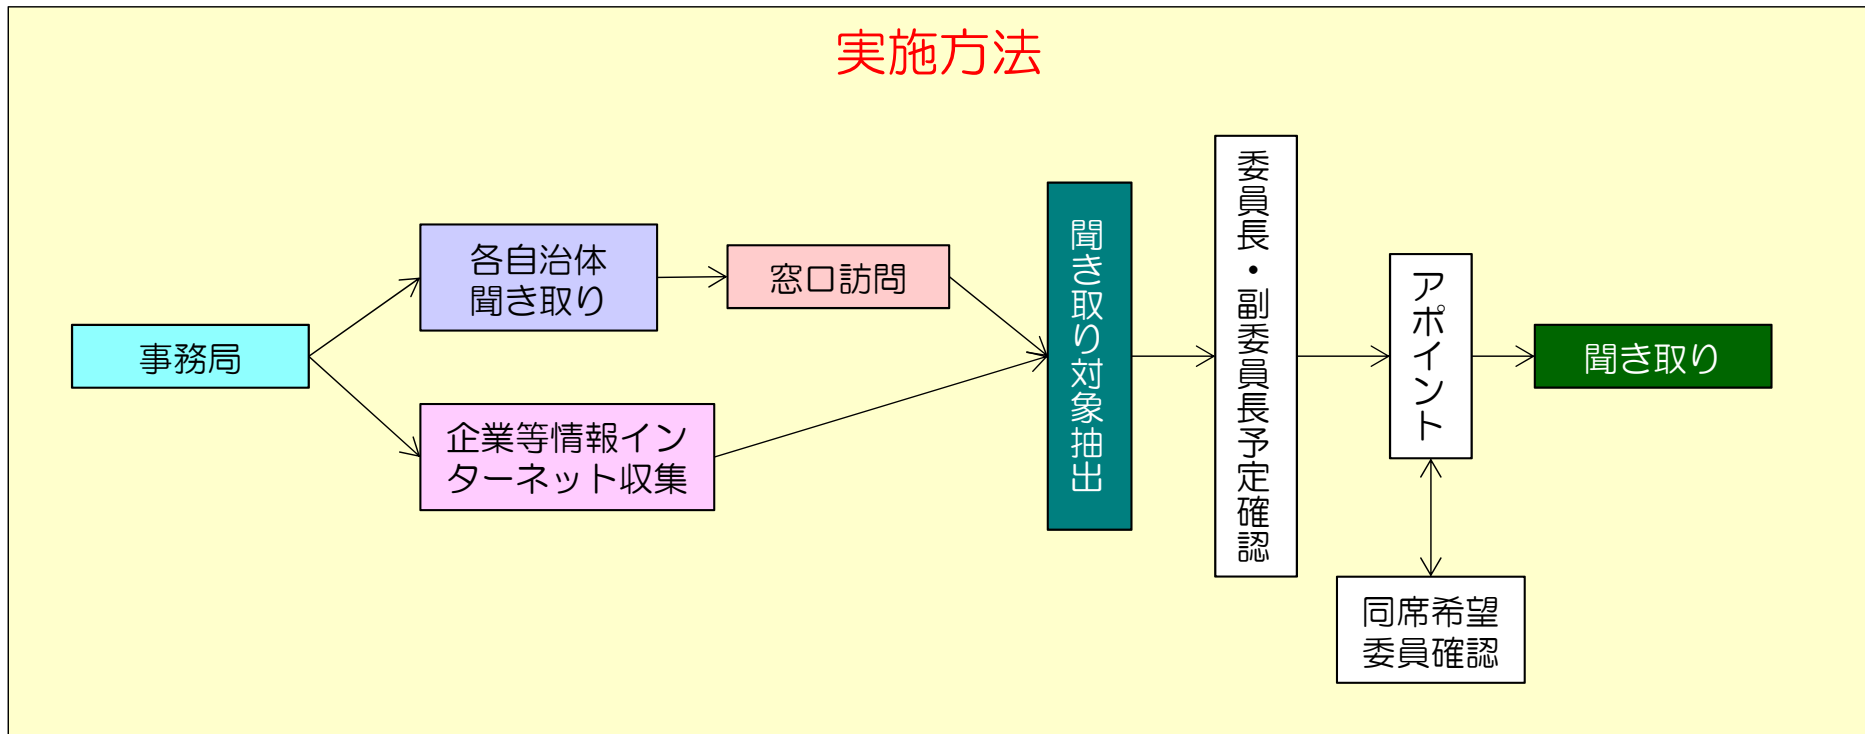 実施方法
事務局
各自治体
聞き取り
窓口訪問
企業等情報イン
ターネット収集
聞き取り対象抽出
委員長・副委員長予定確認
アポイント
同席希望
委員確認
聞き取り